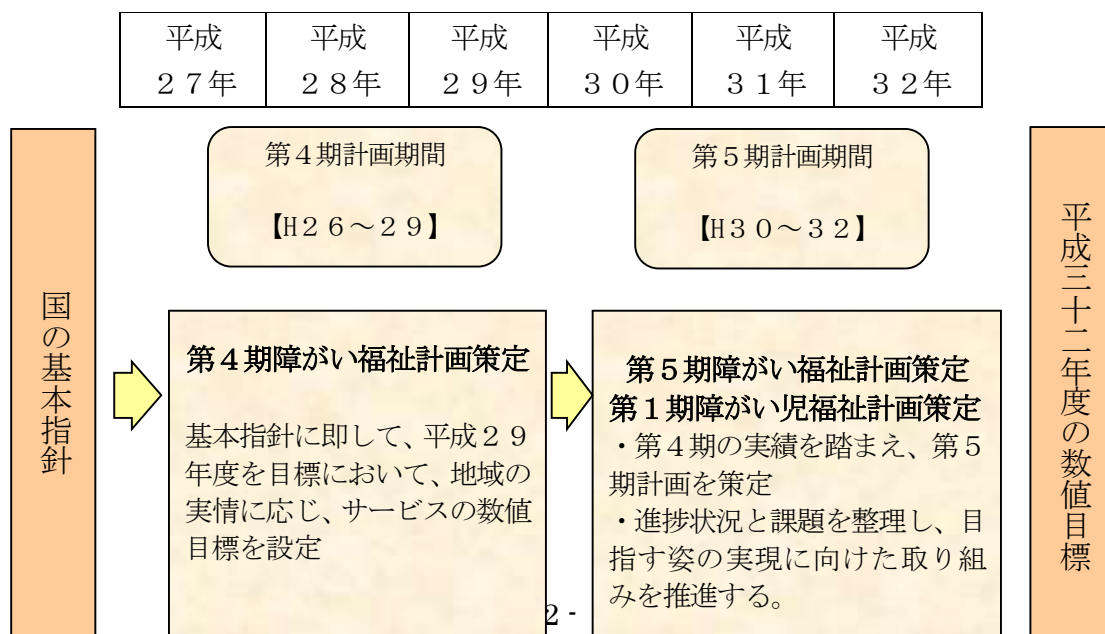 平成 平成 平成 平成 平成 平成
２７年 ２８年 ２９年 ３０年 ３１年 ３２年
第４期計画期間
【H２６～２９】
第５期計画期間
【H３０～３２】
国の基本指針
第４期障がい福祉計画策定
基本指針に即して、平成２９
年度を目標において、地域の
実情に応じ、サービスの数値
目標を設定
第５期障がい福祉計画策定
第１期障がい児福祉計画策定
・第４期の実績を踏まえ、第５
期計画を策定
・進捗状況と課題を整理し、目
指す姿の実現に向けた取り組
みを推進する。
平成三十二年度の数値目標
2 -